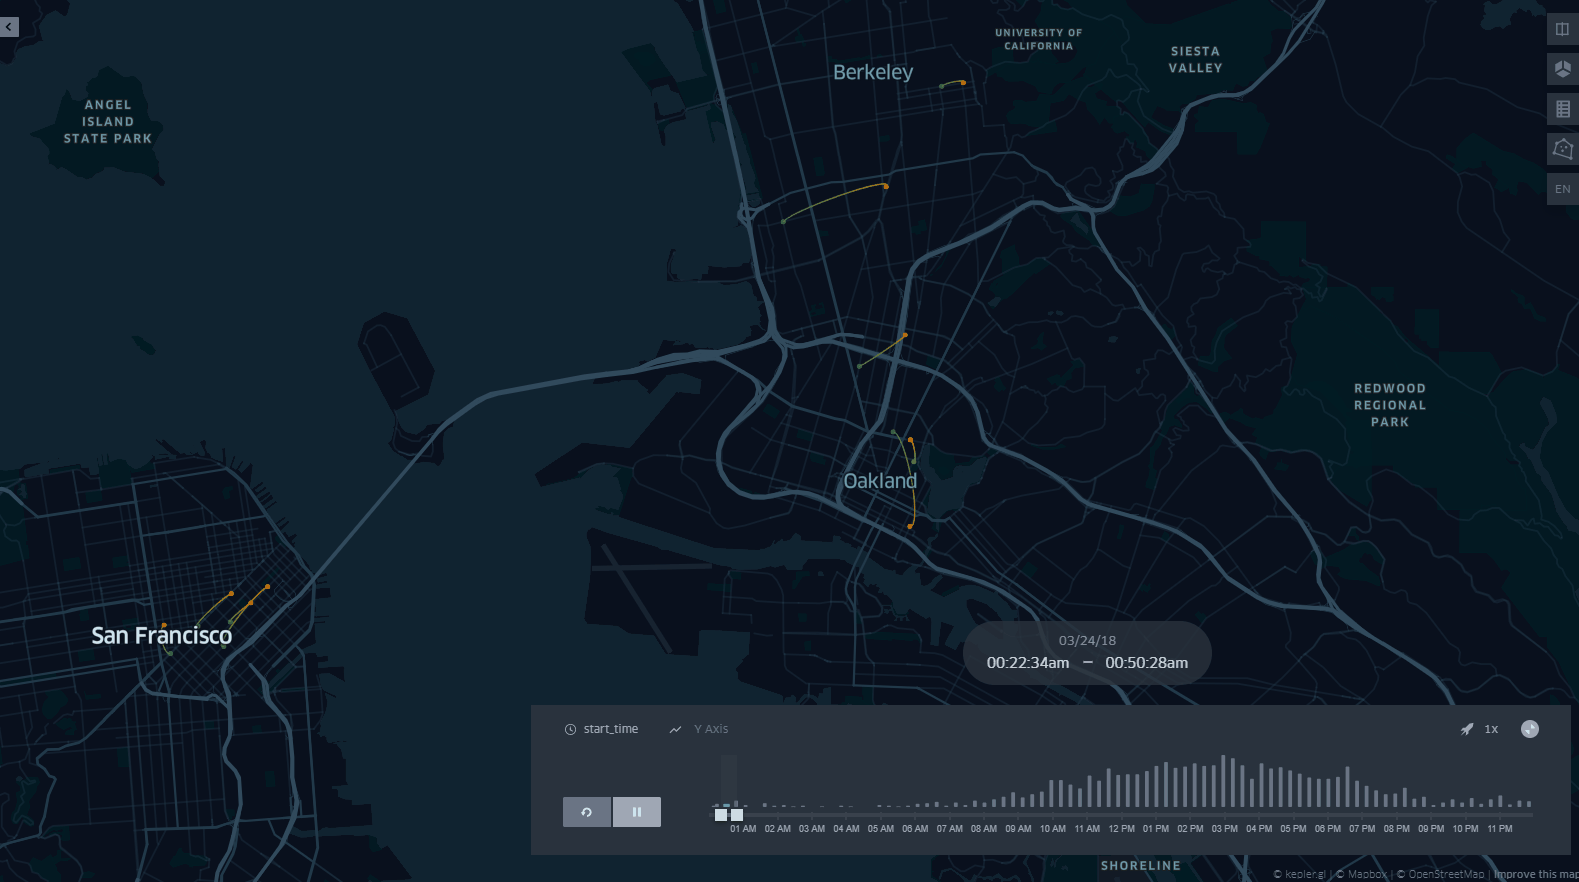 UNIVERSITY OF
CALIFORNIA
SIESTA
VALLEY
Berkeley
ANGEL
ISLAND
STATE PARK
EN
REDWOOD
REGIONAL
PARK
Oakland
San Francisco
03/24/18
00:22:34am – 00:50:28am
start_time
Y Axis
1x
01 AM 02 AM 03 AM 04 AM 05 AM 06 AM 07 AM 08 AM 09 AM 10 AM 11 AM 12 PM 01 PM 02 PM 03 PM 04 PM 05 PM 06 PM 07 PM 08 PM 09 PM 10 PM 11 PM
SHORELINE
© kepler.gl | © Mapbox | © OpenStreetMap | Improve this map